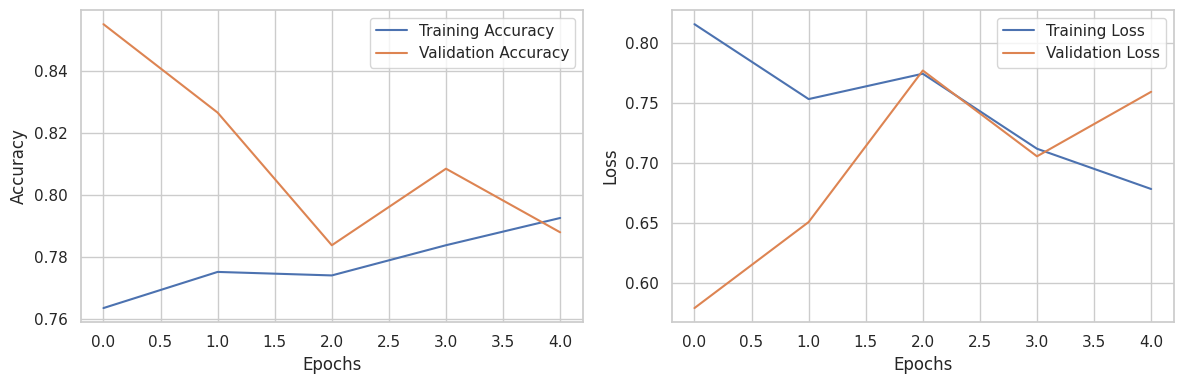 Training Accuracy
Validation Accuracy
0.84
0.82
0.80
0.78
0.76
Accuracy
0.0 0.5 1.0 1.5 2.0 2.5 3.0 3.5 4.0
Epochs
Training Loss
Validation Loss
0.80
0.75
0.70
0.65
0.60
Loss
0.0 0.5 1.0 1.5 2.0 2.5 3.0 3.5 4.0
Epochs